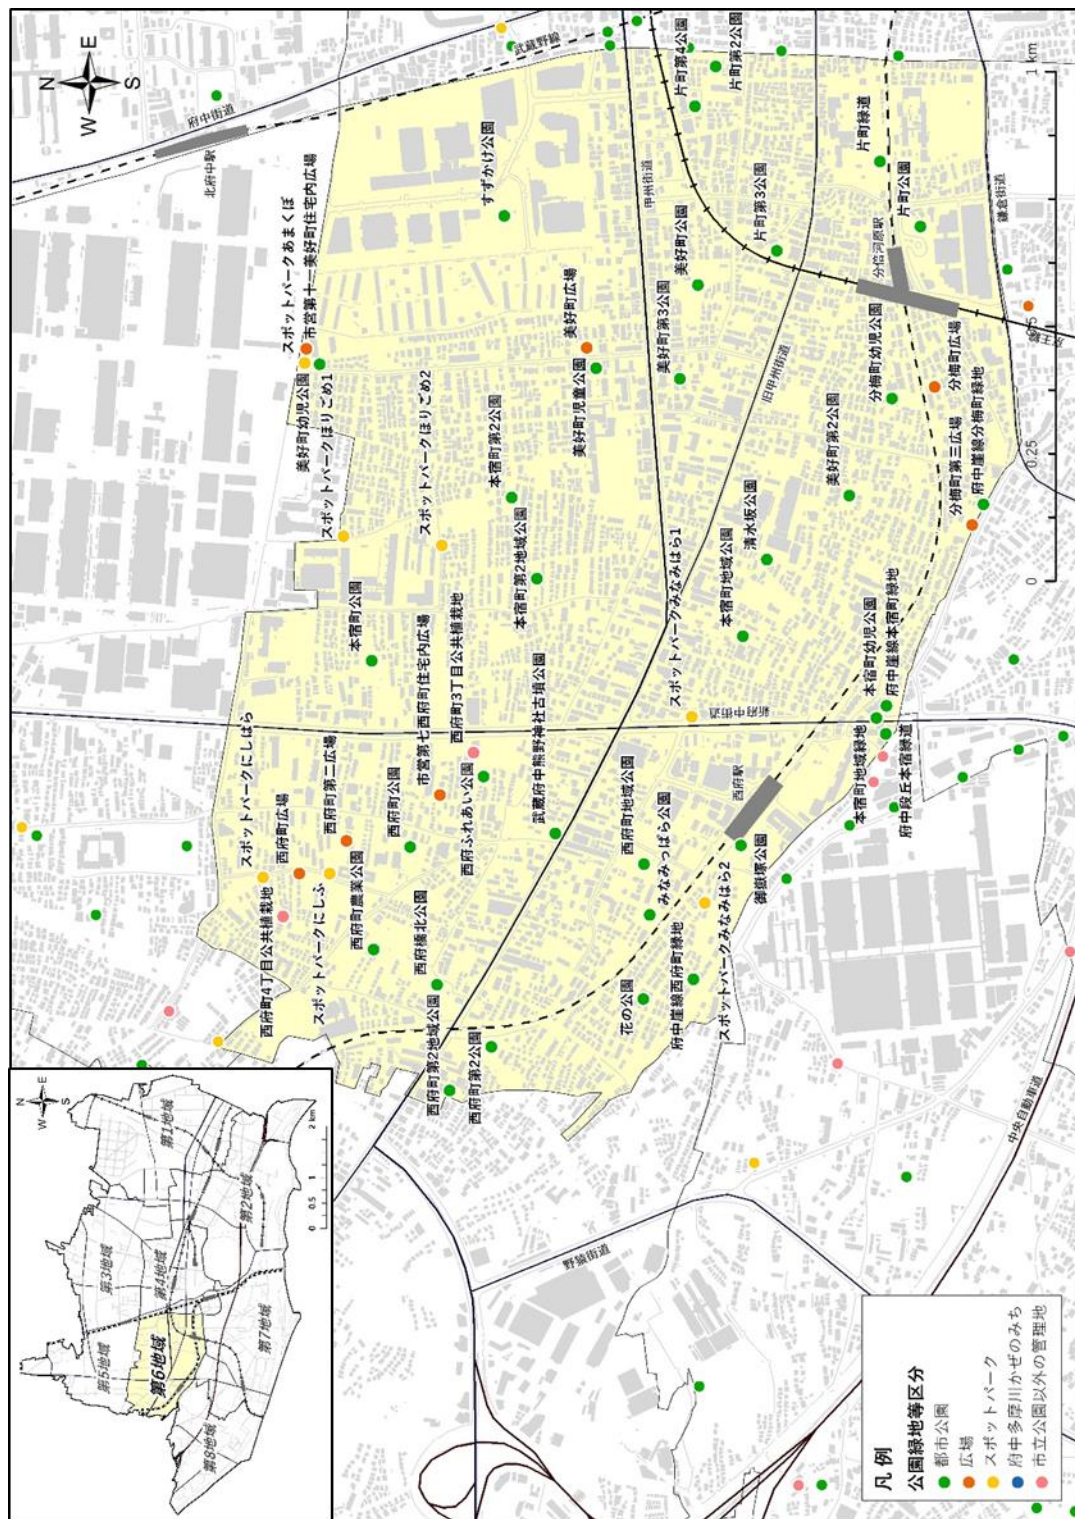 N
W
E
S
第1地域
第2地域
第3地域
第4地域
第5地域
第6地域
第7地域
第8地域
0
0.5
1
2 km
凡例
公園緑地等区分
都市公園
広場
スポットパーク
府中多摩川かぜのみち
市立公園以外の管理地
N
W
E
S
府中街道
北府中駅
武蔵野線
スポットパークあまくぼ
市営第十一美好町住宅内広場
美好町幼児公園
スポットパークほりごめ1
スポットパークほりごめ2
すずかけ公園
片町第4公園
片町第2公園
甲州街道
美好町広場
美好町児童公園
美好町公園
美好町第3公園
片町第3公園
片町緑道
片町公園
分倍河原駅
鎌倉街道
京王線
旧甲州街道
分梅町幼児公園
分梅町広場
分梅町第三広場
府中崖線分梅町緑地
美好町第2公園
清水坂公園
本宿町第2公園
本宿町第2地域公園
本宿町公園
本宿町地域公園
スポットパークみなみはら1
新府中街道
本宿町幼児公園
府中崖線本宿町緑地
本宿町地域緑地
府中段丘本宿緑道
スポットパークにしはら
西府町広場
西府町4丁目公共植栽地
西府町第二広場
スポットパークにしふ
西府町農業公園
西府町公園
市営第七西府町住宅内広場
西府町3丁目公共植栽地
西府ふれあい公園
武蔵府中熊野神社古墳公園
西府橋北公園
西府町第2地域公園
西府町第2公園
西府町地域公園
みなみっぱら公園
西府駅
花の公園
府中崖線西府町緑地
スポットパークみなみはら2
御嶽塚公園
野猿街道
中央自動車道
0
0.25
0.5
1 km